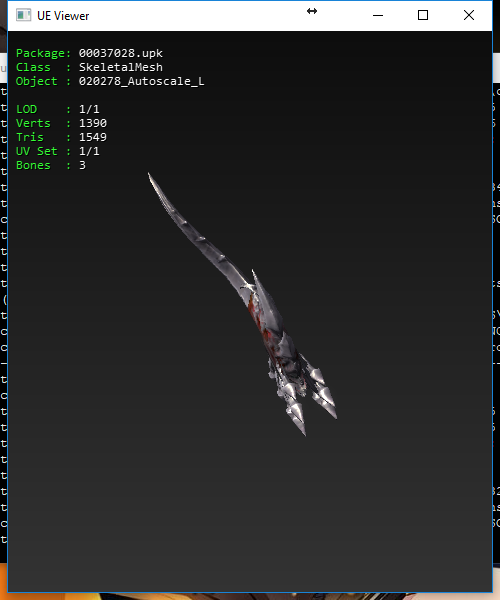 UE Viewer
Package: 00037028.upk
Class : SkeletalMesh
Object : 020278_Autoscale_L
LOD : 1/1
Verts : 1390
Tris : 1549
UV Set : 1/1
Bones : 3